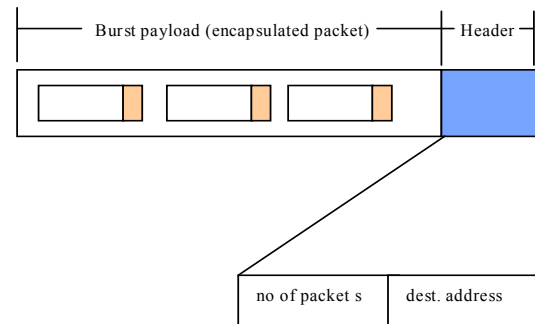 Burst payload (encapsulated packet) Header
no of packet s dest. address